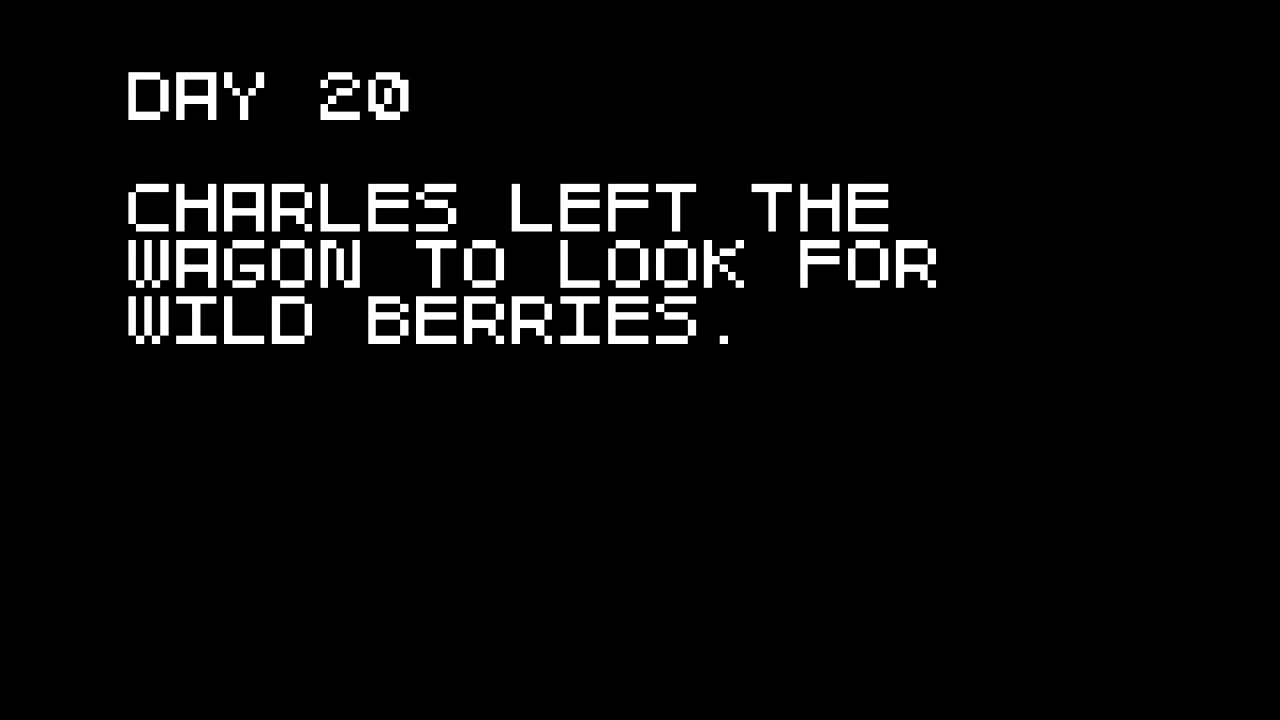 DAY 20
CHARLES LEFT THE
WAGON TO LOOK FOR
WILD BERRIES.